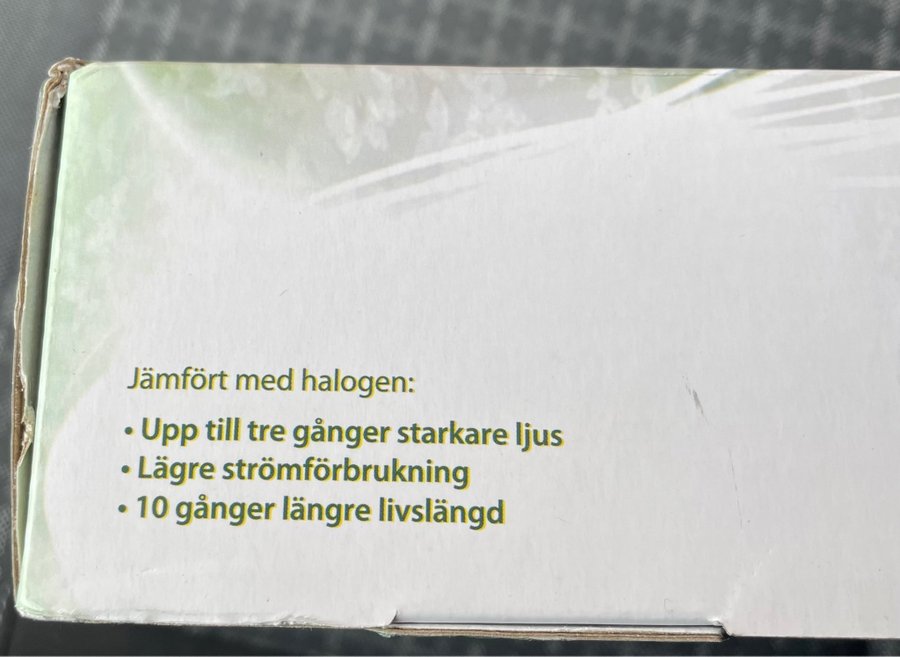 Jämfört med halogen:
• Upp till tre gånger starkare ljus
• Lägre strömförbrukning
• 10 gånger längre livslängd